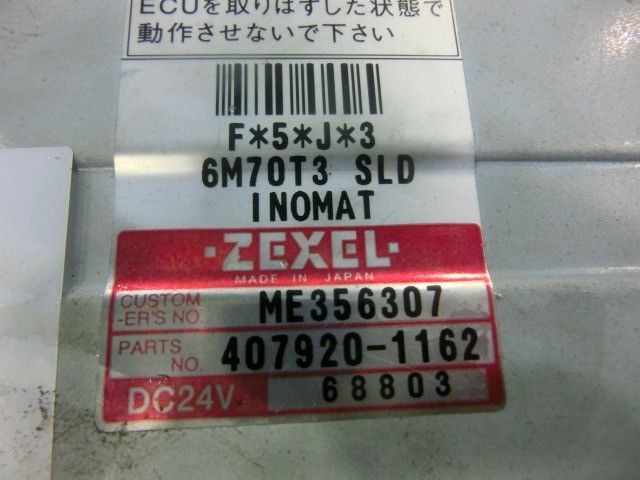 ECUを取りはずした状態で
動作させないで下さい
F*5*J*3
6M70T3 SLD
INOMAT
·ZEXEL·
MADE IN JAPAN
CUSTOM
-ER'S NO. ME356307
PARTS
NO. 407920-1162
DC24V 68803